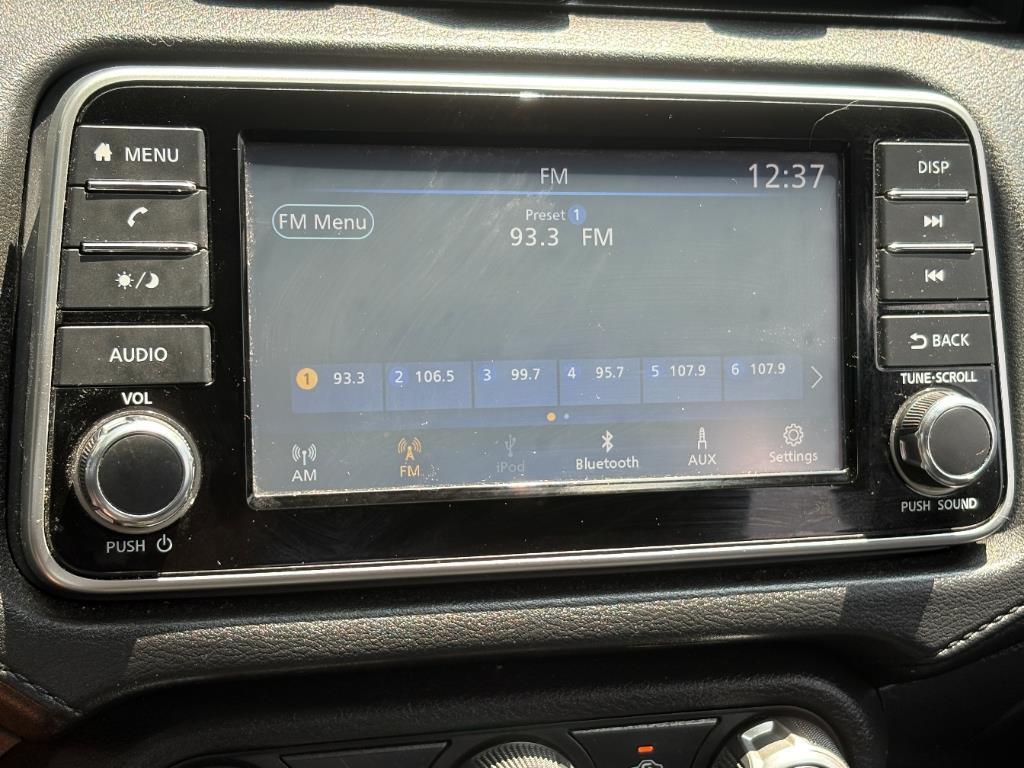 MENU
AUDIO
VOL
PUSH
FM
12:37
FM Menu
Preset 1
93.3 FM
1 93.3 2 106.5 3 99.7 4 95.7 5 107.9 6 107.9
AM FM iPod Bluetooth AUX Settings
DISP
BACK
TUNE•SCROLL
PUSH SOUND